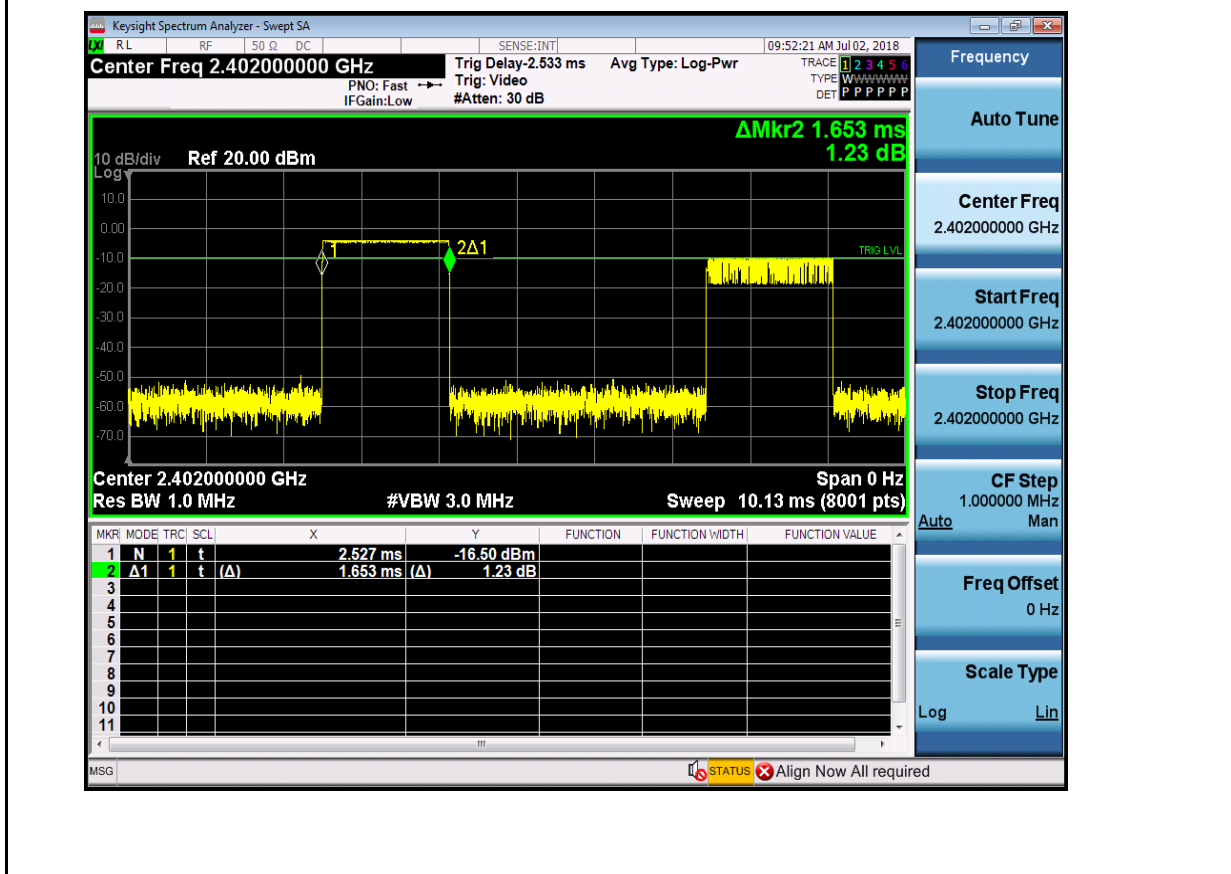 Keysight Spectrum Analyzer - Swept SA
LXI RL RF 50 Ω DC SENSE:INT 09:52:21 AM Jul 02, 2018
Center Freq 2.402000000 GHz
PNO: Fast
IFGain:Low
Trig Delay-2.533 ms
Trig: Video
#Atten: 30 dB
Avg Type: Log-Pwr
TRACE 1 2 3 4 5 6
TYPE WWWWWW
DET P P P P P P
ΔMkr2 1.653 ms
1.23 dB
10 dB/div Ref 20.00 dBm
Log
10.0
0.00
-10.0
-20.0
-30.0
-40.0
-50.0
-60.0
-70.0
1
2Δ1
TRIG LVL
Center 2.402000000 GHz Span 0 Hz
Res BW 1.0 MHz #VBW 3.0 MHz Sweep 10.13 ms (8001 pts)
MKR MODE TRC SCL X Y FUNCTION FUNCTION WIDTH FUNCTION VALUE
1 N 1 t 2.527 ms -16.50 dBm
2 Δ1 1 t (Δ) 1.653 ms (Δ) 1.23 dB
3
4
5
6
7
8
9
10
11
MSG STATUS Align Now All required
Frequency
Auto Tune
Center Freq
2.402000000 GHz
Start Freq
2.402000000 GHz
Stop Freq
2.402000000 GHz
CF Step
1.000000 MHz
Auto Man
Freq Offset
0 Hz
Scale Type
Log Lin